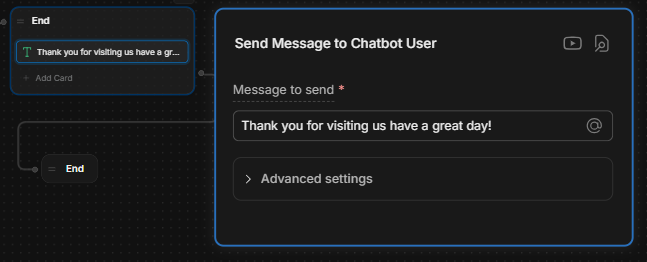 End
Thank you for visiting us have a gr...
Add Card
End
Send Message to Chatbot User
Message to send *
Thank you for visiting us have a great day!
Advanced settings